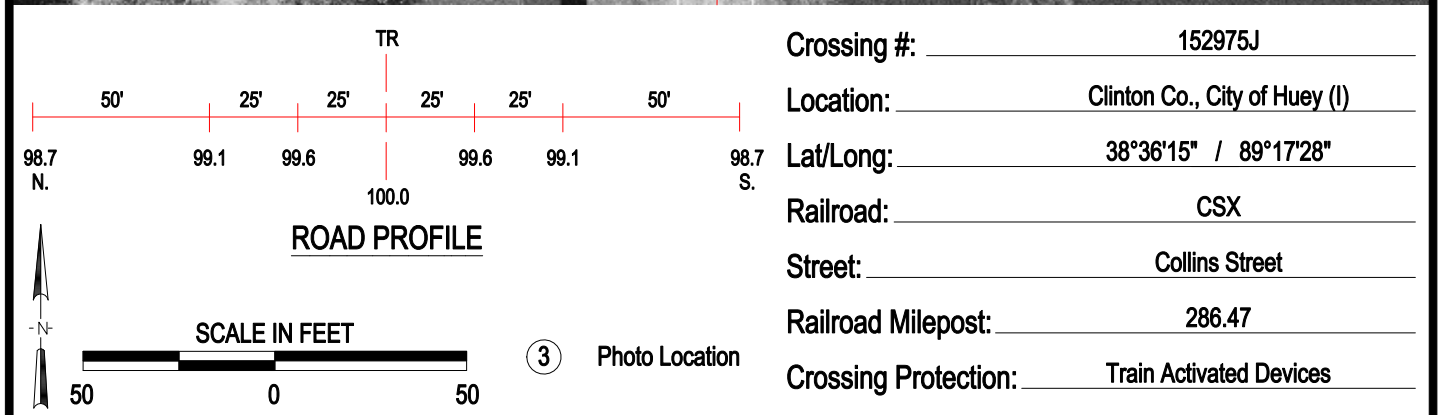 TR
50' 25' 25' 25' 25' 50'
98.7 99.1 99.6 99.6 99.1 98.7
N. S.
100.0
ROAD PROFILE
-N-
SCALE IN FEET
50 0 50
3 Photo Location
Crossing #: 152975J
Location: Clinton Co., City of Huey (I)
Lat/Long: 38°36'15" / 89°17'28"
Railroad: CSX
Street: Collins Street
Railroad Milepost: 286.47
Crossing Protection: Train Activated Devices